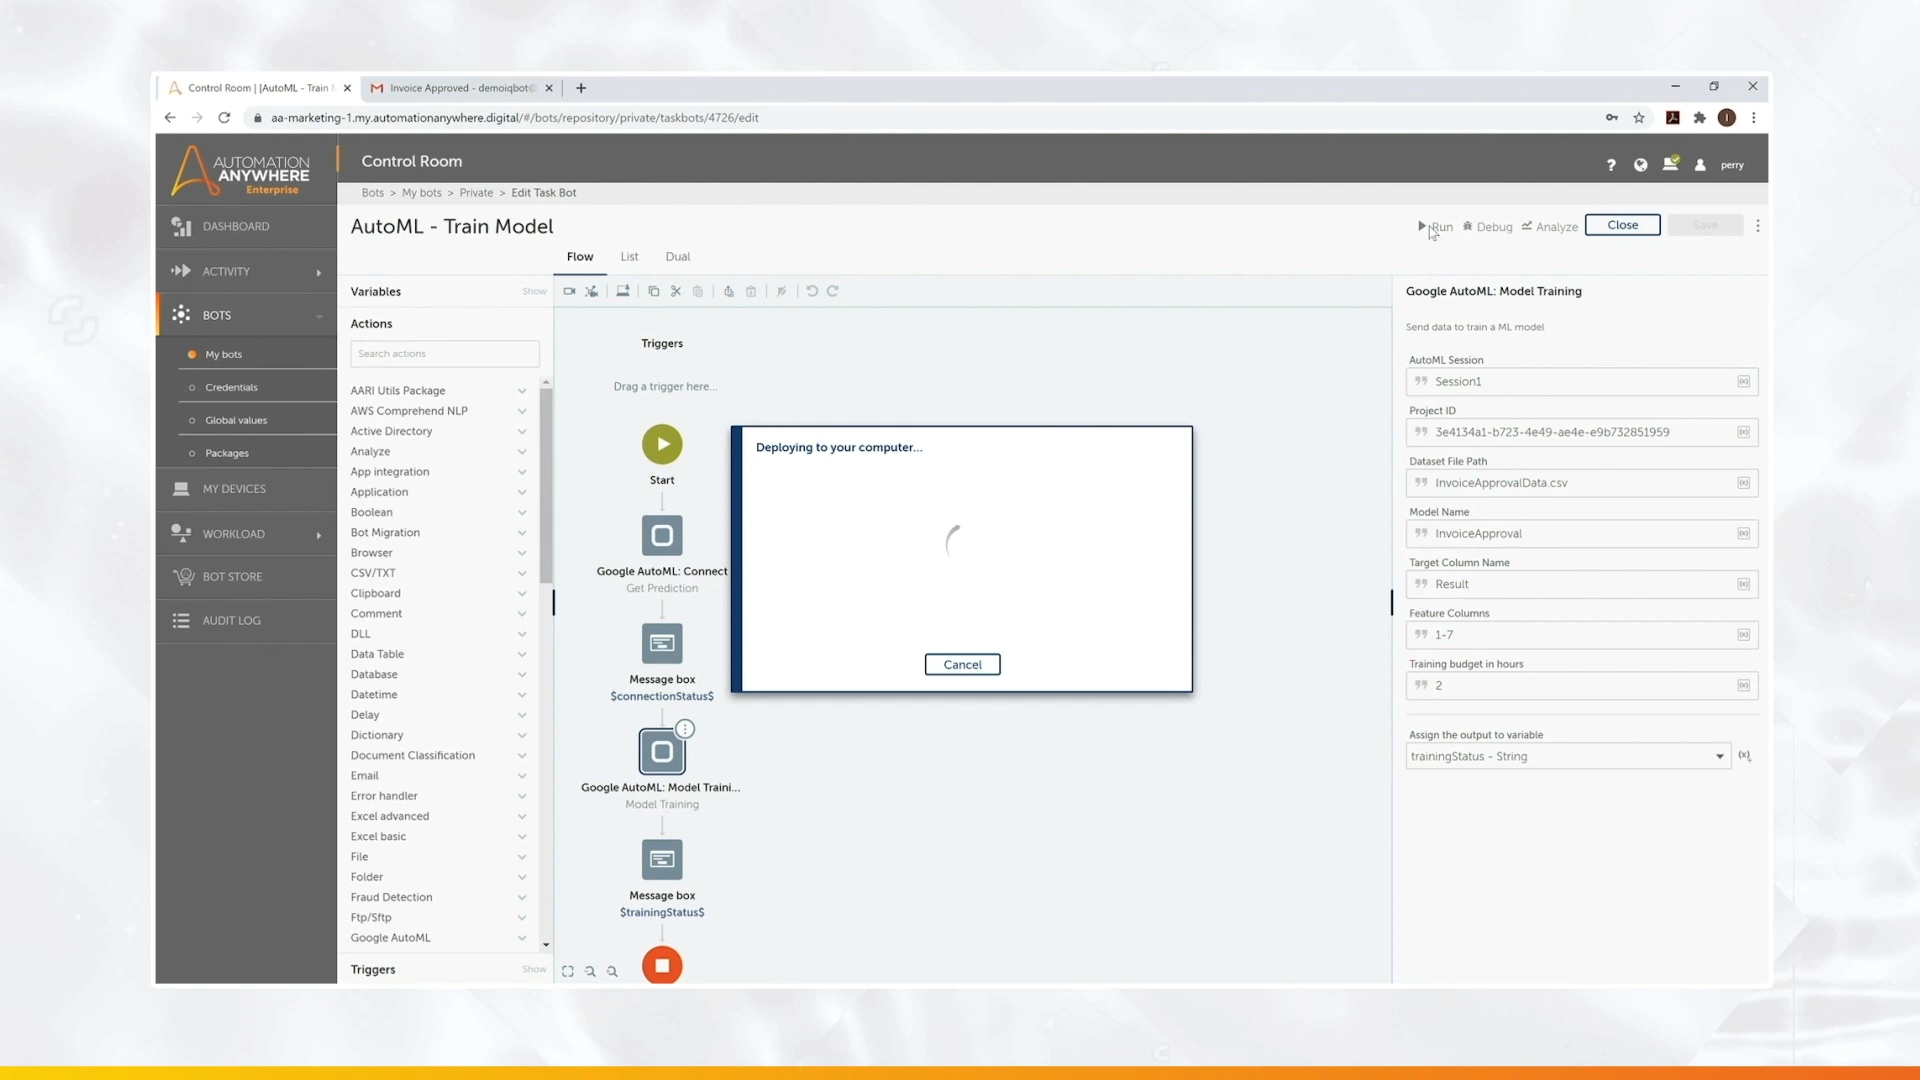 Control Room | [AutoML - Train
Invoice Approved - demoiqbot@
aa-marketing-1.my.automationanywhere.digital/#/bots/repository/private/taskbots/4726/edit
AUTOMATION
ANYWHERE
Enterprise
Control Room
perry
Bots > My bots > Private > Edit Task Bot
DASHBOARD
ACTIVITY
BOTS
My bots
Credentials
Global values
Packages
MY DEVICES
WORKLOAD
BOT STORE
AUDIT LOG
AutoML - Train Model
Run
Debug
Analyze
Close
Save
Flow
List
Dual
Variables
Show
Actions
Search actions
AARI Utils Package
AWS Comprehend NLP
Active Directory
Analyze
App integration
Application
Boolean
Bot Migration
Browser
CSV/TXT
Clipboard
Comment
DLL
Data Table
Database
Datetime
Delay
Dictionary
Document Classification
Email
Error handler
Excel advanced
Excel basic
File
Folder
Fraud Detection
Ftp/Sftp
Google AutoML
Triggers
Show
Triggers
Drag a trigger here...
Start
Google AutoML: Connect
Get Prediction
Message box
$connectionStatus$
Google AutoML: Model Traini...
Model Training
Message box
$trainingStatus$
Deploying to your computer...
Cancel
Google AutoML: Model Training
Send data to train a ML model
AutoML Session
Session1
Project ID
3e4134a1-b723-4e49-ae4e-e9b732851959
Dataset File Path
InvoiceApprovalData.csv
Model Name
InvoiceApproval
Target Column Name
Result
Feature Columns
1-7
Training budget in hours
2
Assign the output to variable
trainingStatus - String